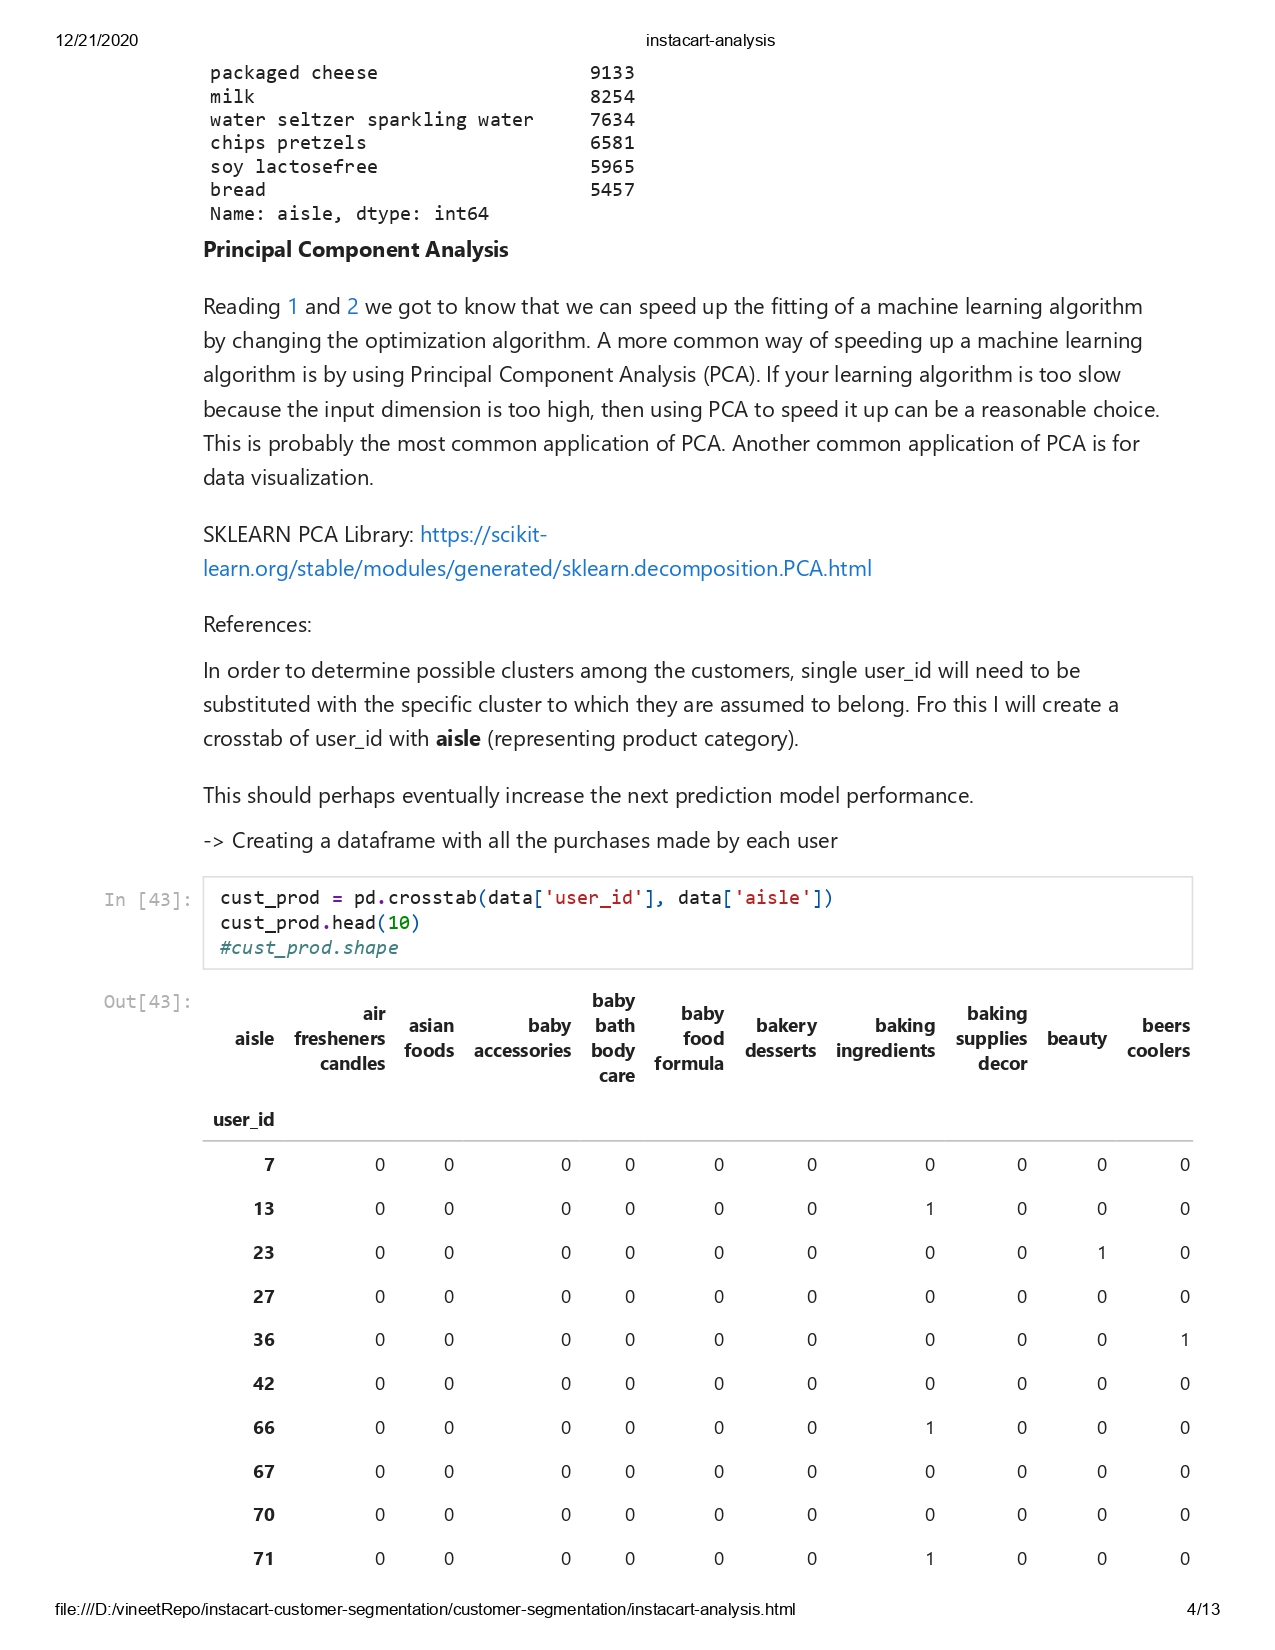 12/21/2020 instacart-analysis
packaged cheese 9133
milk 8254
water seltzer sparkling water 7634
chips pretzels 6581
soy lactosefree 5965
bread 5457
Name: aisle, dtype: int64
Principal Component Analysis
Reading 1 and 2 we got to know that we can speed up the fitting of a machine learning algorithm
by changing the optimization algorithm. A more common way of speeding up a machine learning
algorithm is by using Principal Component Analysis (PCA). If your learning algorithm is too slow
because the input dimension is too high, then using PCA to speed it up can be a reasonable choice.
This is probably the most common application of PCA. Another common application of PCA is for
data visualization.
SKLEARN PCA Library: https://scikit-
learn.org/stable/modules/generated/sklearn.decomposition.PCA.html
References:
In order to determine possible clusters among the customers, single user_id will need to be
substituted with the specific cluster to which they are assumed to belong. Fro this I will create a
crosstab of user_id with aisle (representing product category).
This should perhaps eventually increase the next prediction model performance.
-> Creating a dataframe with all the purchases made by each user
In [43]: cust_prod = pd.crosstab(data['user_id'], data['aisle'])
cust_prod.head(10)
#cust_prod.shape
Out[43]:
aisle air fresheners candles asian foods baby accessories baby bath body care baby food formula bakery desserts baking ingredients baking supplies decor beauty beers coolers
user_id
7 0 0 0 0 0 0 0 0 0 0
13 0 0 0 0 0 0 1 0 0 0
23 0 0 0 0 0 0 0 0 1 0
27 0 0 0 0 0 0 0 0 0 0
36 0 0 0 0 0 0 0 0 0 1
42 0 0 0 0 0 0 0 0 0 0
66 0 0 0 0 0 0 1 0 0 0
67 0 0 0 0 0 0 0 0 0 0
70 0 0 0 0 0 0 0 0 0 0
71 0 0 0 0 0 0 1 0 0 0
file:///D:/vineetRepo/instacart-customer-segmentation/customer-segmentation/instacart-analysis.html 4/13